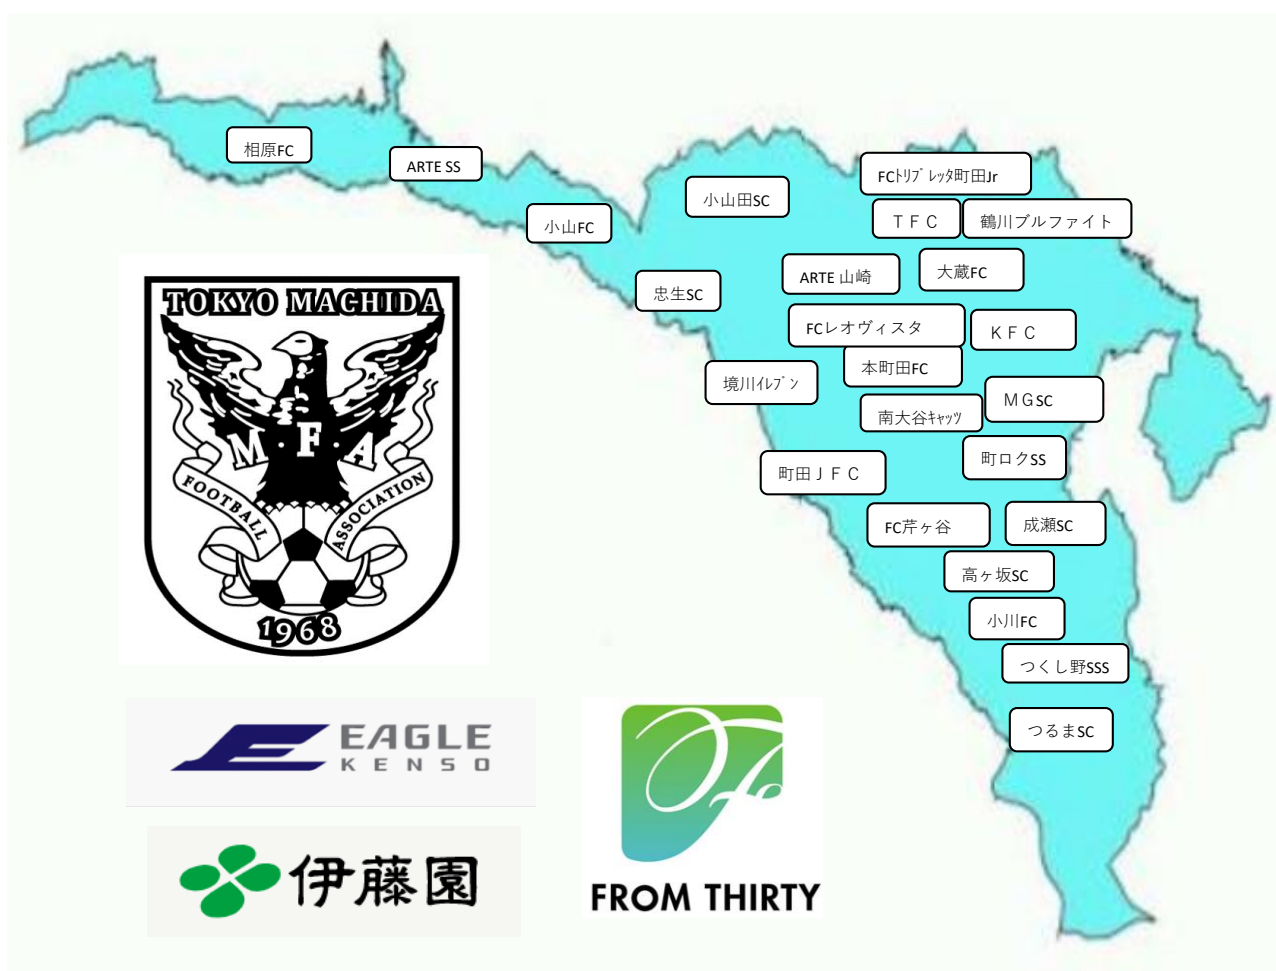 相原FC
ARTE SS
小山FC
小山田SC
FCﾄﾘﾌﾟﾚｯﾀ町田Jr
ＴＦＣ
鶴川ブルファイト
忠生SC
ARTE 山崎
大蔵FC
FCレオヴィスタ
ＫＦＣ
本町田FC
境川ｲﾚﾌﾞﾝ
ＭＧSC
南大谷ｷｬｯﾂ
町ロクSS
町田ＪＦＣ
FC芹ヶ谷
成瀬SC
高ヶ坂SC
小川FC
つくし野SSS
つるまSC
TOKYO MACHIDA
M・F・A
FOOTBALL
ASSOCIATION
1968
EAGLE
KENSO
伊藤園
FROM THIRTY